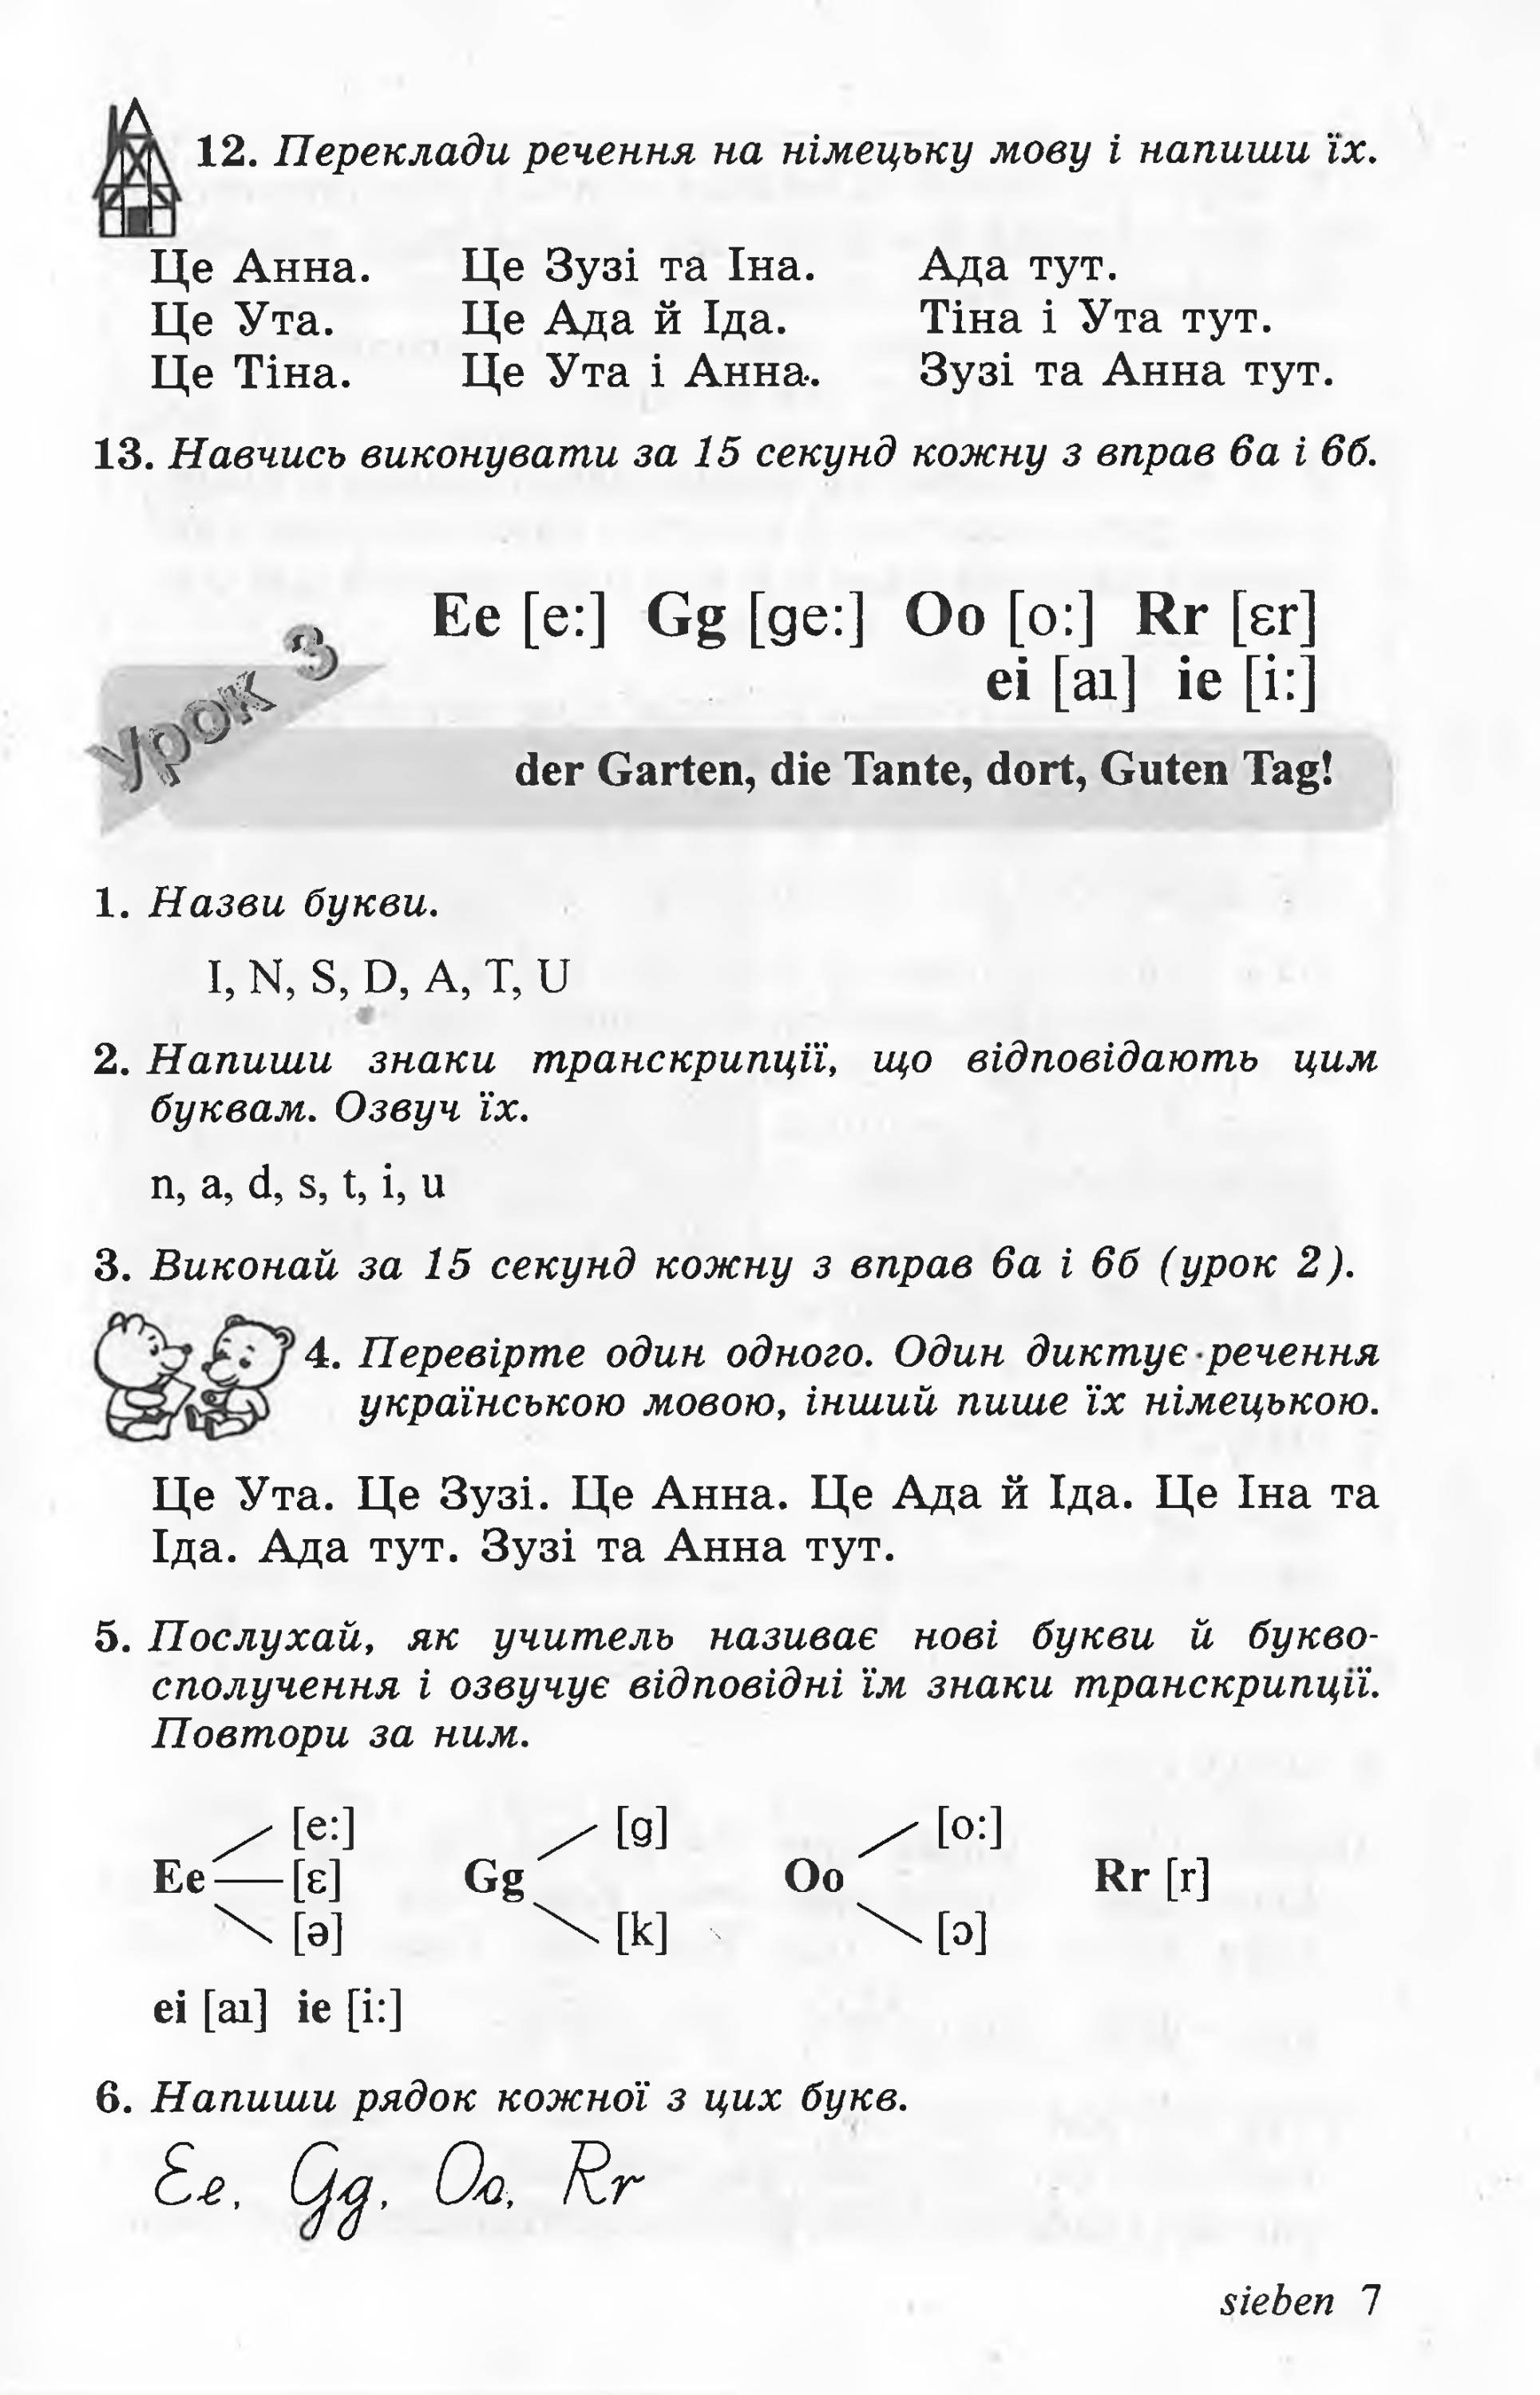 12. Переклади речення на німецьку мову і напиши їх.
Це Анна. Це Зузі та Іна. Ада тут.
Це Ута. Це Ада й Іда. Тіна і Ута тут.
Це Тіна. Це Ута і Анна. Зузі та Анна тут.
13. Навчись виконувати за 15 секунд кожну з вправ 6а і 6б.
Урок 3
Ee [e:] Gg [ge:] Oo [o:] Rr [ɛr]
ei [aɪ] ie [i:]
der Garten, die Tante, dort, Guten Tag!
1. Назви букви.
I, N, S, D, A, T, U
2. Напиши знаки транскрипції, що відповідають цим
буквам. Озвуч їх.
n, a, d, s, t, i, u
3. Виконай за 15 секунд кожну з вправ 6а і 6б (урок 2).
4. Перевірте один одного. Один диктує речення
українською мовою, інший пише їх німецькою.
Це Ута. Це Зузі. Це Анна. Це Ада й Іда. Це Іна та
Іда. Ада тут. Зузі та Анна тут.
5. Послухай, як учитель називає нові букви й букво-
сполучення і озвучує відповідні їм знаки транскрипції.
Повтори за ним.
[e:] [g] [o:]
Ee [ɛ] Gg Oo Rr [r]
[ə] [k] [ɔ]
ei [aɪ] ie [i:]
6. Напиши рядок кожної з цих букв.
Ee, Gg, Oo, Rr
sieben 7